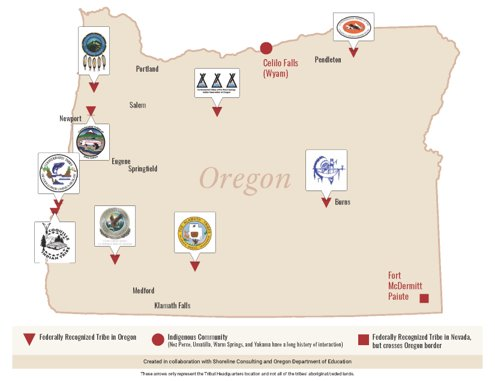 Portland
Celilo Falls
(Wyam)
Pendleton
Salem
Newport
Eugene
Springfield
Oregon
Burns
Medford
Klamath Falls
Fort
McDermitt
Paiute
Federally Recognized Tribe in Oregon
Indigenous Community
(Nez Perce, Umatilla, Warm Springs, and Yakama have a long history of interaction)
Federally Recognized Tribe in Nevada,
but crosses Oregon border
Created in collaboration with Shoreline Consulting and Oregon Department of Education
These arrows only represent the Tribal Headquarters location and not all of the tribes' aboriginal/ceded lands.